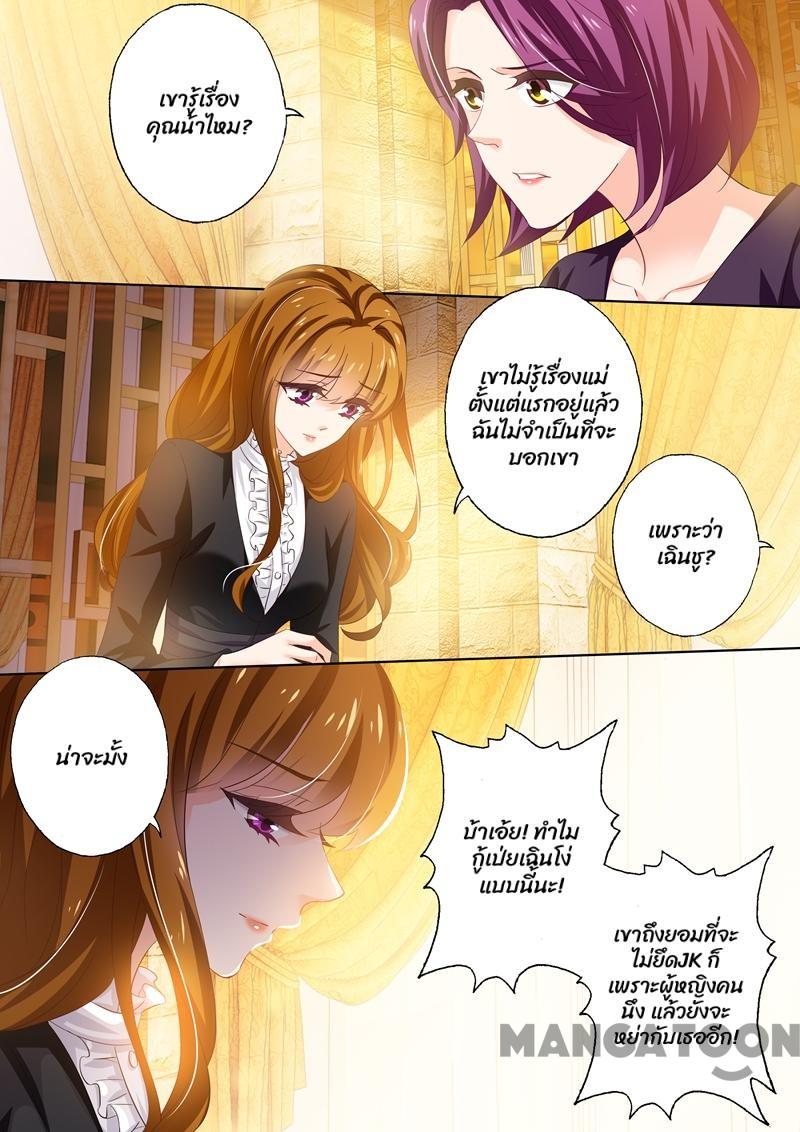 เขารู้เรื่อง
คุณน้าไหม?
เขาไม่รู้เรื่องแม่
ตั้งแต่แรกอยู่แล้ว
ฉันไม่จำเป็นที่จะ
บอกเขา
เพราะว่า
เฉินชู?
น่าจะมั้ง
บ้าเอ้ย! ทำไม
กู้เป่ยเฉินโง่
แบบนี้นะ!
เขาถึงยอมที่จะ
ไม่ยึดJK ก็
เพราะผู้หญิงคน
นึง แล้วยังจะ
หย่ากับเธออีก!
MANGATOON